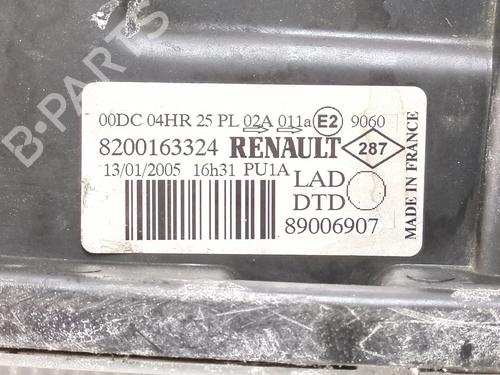 B-PARTS
00DC 04HR 25 PL 02A 011a E2 9060
8200163324 RENAULT 287
13/01/2005 16h31 PU1A
LAD
DTD
89006907
MADE IN FRANCE